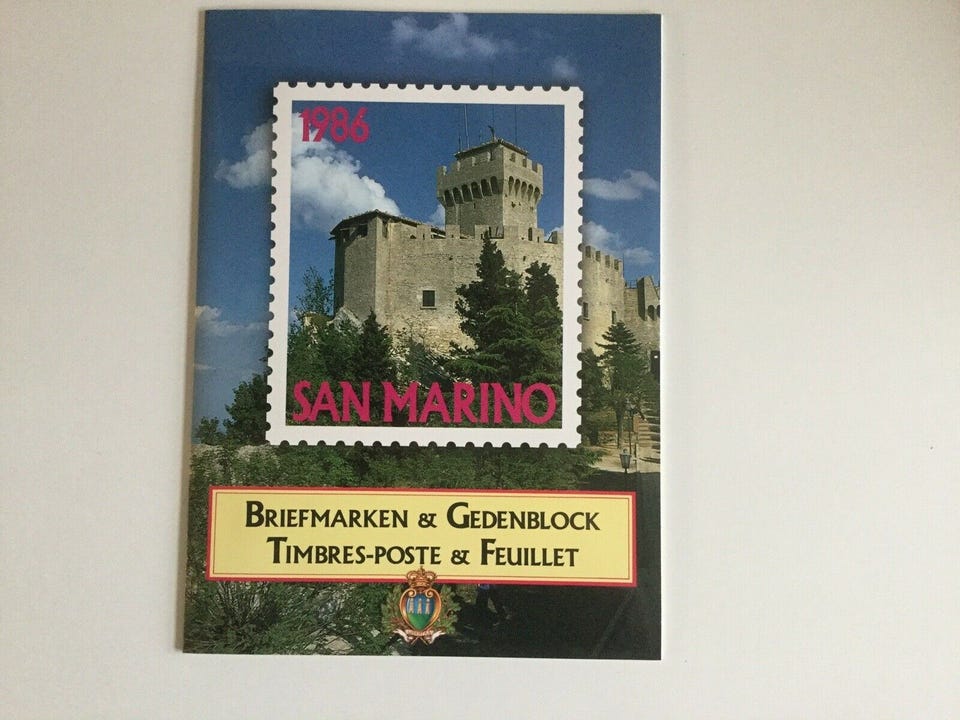 1986
SAN MARINO
BRIEFMARKEN & GEDENBLOCK
TIMBRES-POSTE & FEUILLET